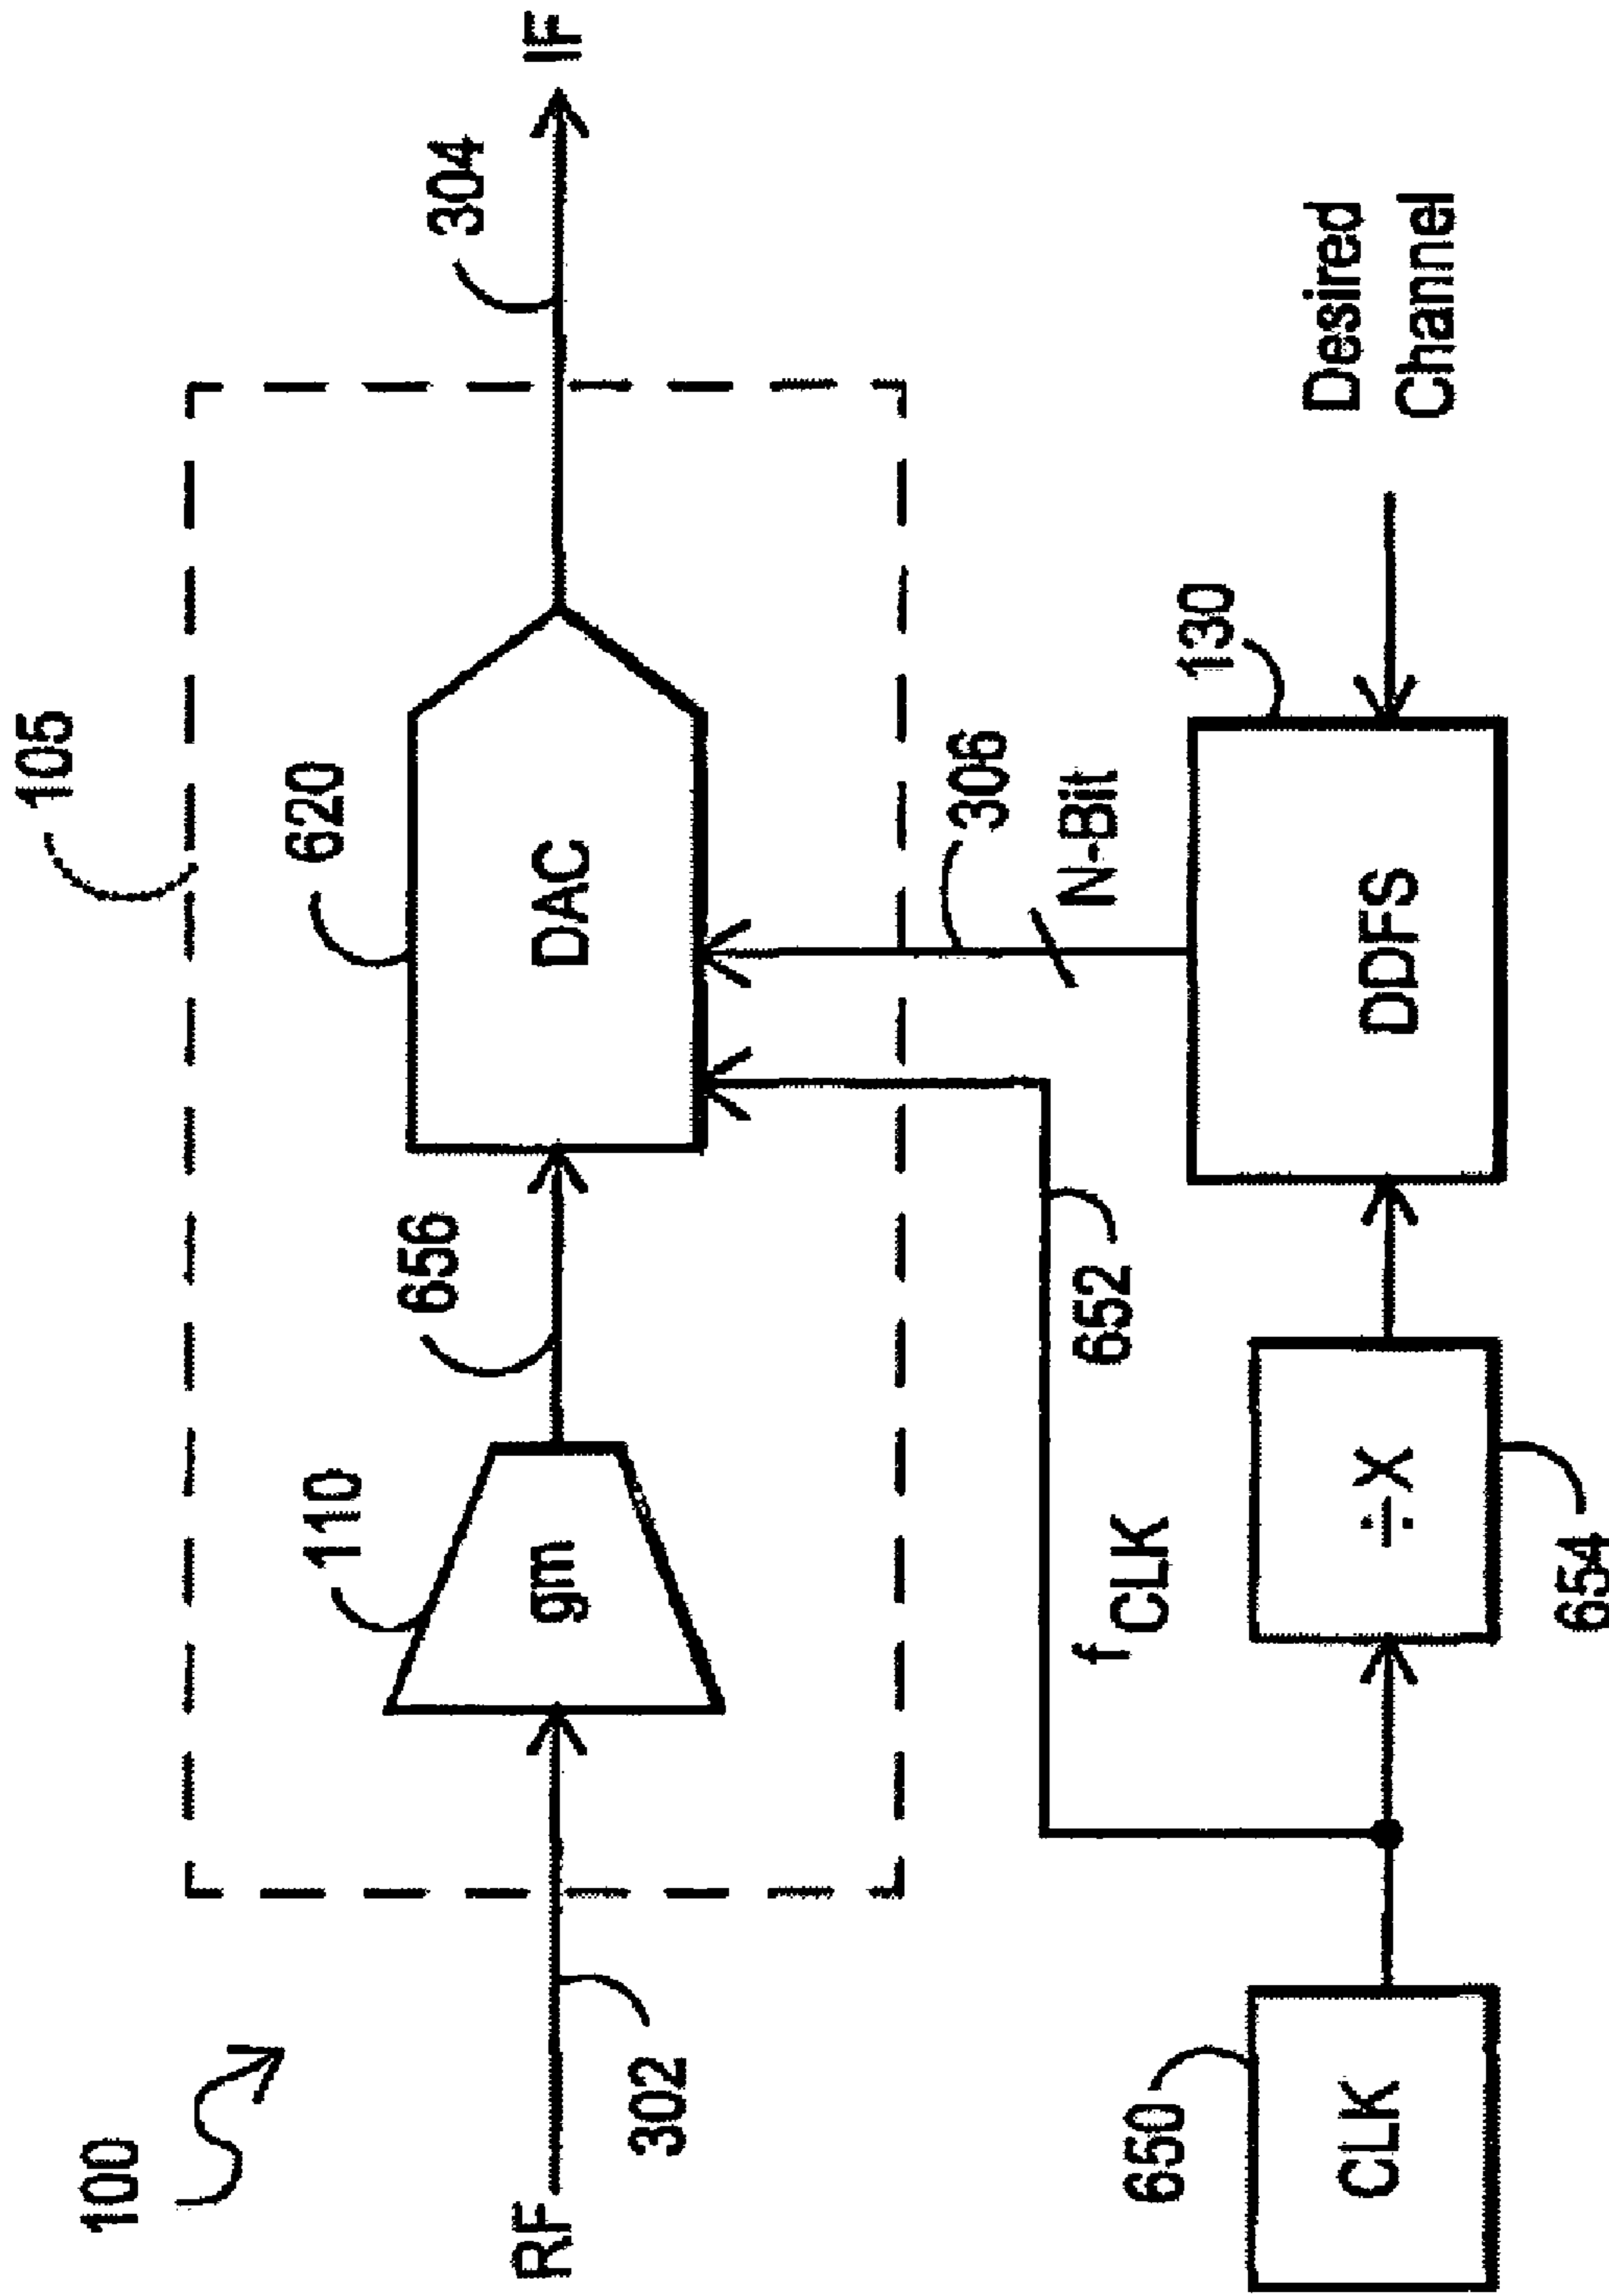 100
105
RF
302
110
gm
656
620
DAC
304
IF
306
N-Bit
652
fCLK
650
CLK
654
÷X
130
DDFS
Desired
Channel